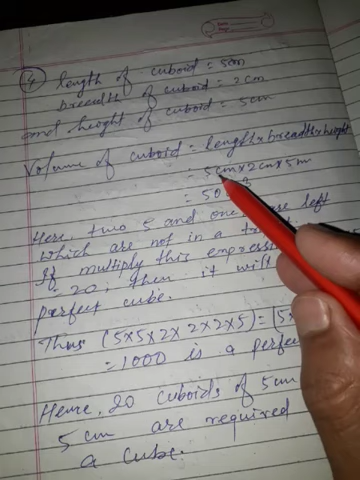 ④ length of cuboid = 5cm
breadth of cuboid = 2cm
and height of cuboid = 5cm
Volume of cuboid = length × breadth × height
= 5cm × 2cm × 5m
= 50
Here, two 5 and one left
which are not in a
If multiply this
= 20, then it will
perfect cube.
Thus (5×5×2×2×2×5) = [5×
= 1000 is a perfe
Hence, 20 cuboids of 5cm
5 cm are required
a cube.